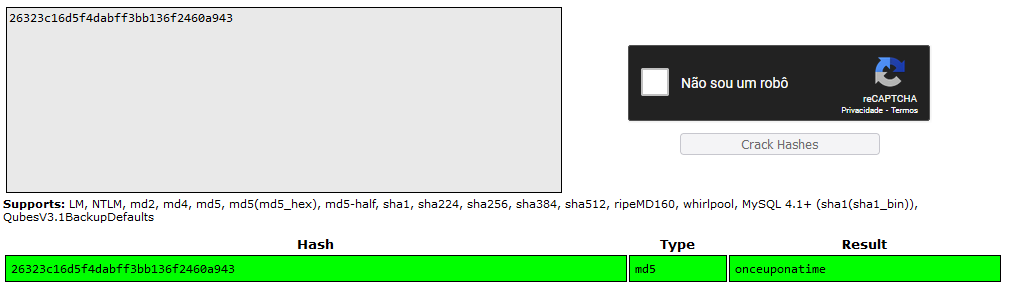 26323c16d5f4dabff3bb136f2460a943
Não sou um robô
reCAPTCHA
Privacidade - Termos
Crack Hashes
Supports: LM, NTLM, md2, md4, md5, md5(md5_hex), md5-half, sha1, sha224, sha256, sha384, sha512, ripeMD160, whirlpool, MySQL 4.1+ (sha1(sha1_bin)),
QubesV3.1BackupDefaults
Hash Type Result
26323c16d5f4dabff3bb136f2460a943 md5 onceuponatime